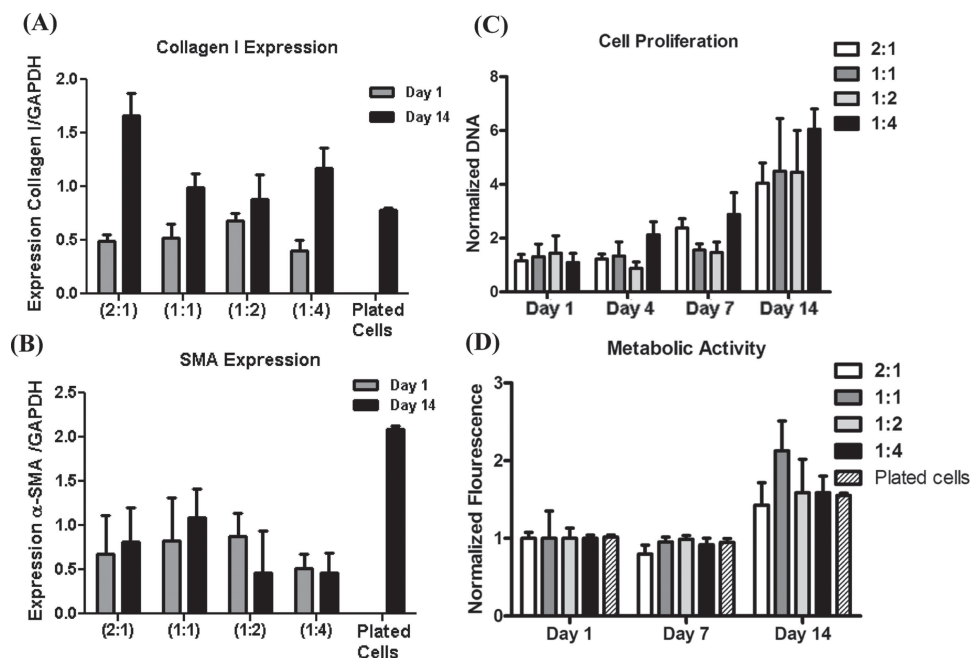 (A)
Collagen I Expression
Expression Collagen I/GAPDH
2.0
1.5
1.0
0.5
0.0
Day 1
Day 14
(2:1) (1:1) (1:2) (1:4) Plated
Cells
(B)
SMA Expression
Expression α-SMA /GAPDH
2.5
2.0
1.5
1.0
0.5
0.0
Day 1
Day 14
(2:1) (1:1) (1:2) (1:4) Plated
Cells
(C)
Cell Proliferation
Normalized DNA
8
6
4
2
0
2:1
1:1
1:2
1:4
Day 1 Day 4 Day 7 Day 14
(D)
Metabolic Activity
Normalized Flourescence
3
2
1
0
2:1
1:1
1:2
1:4
Plated cells
Day 1 Day 7 Day 14